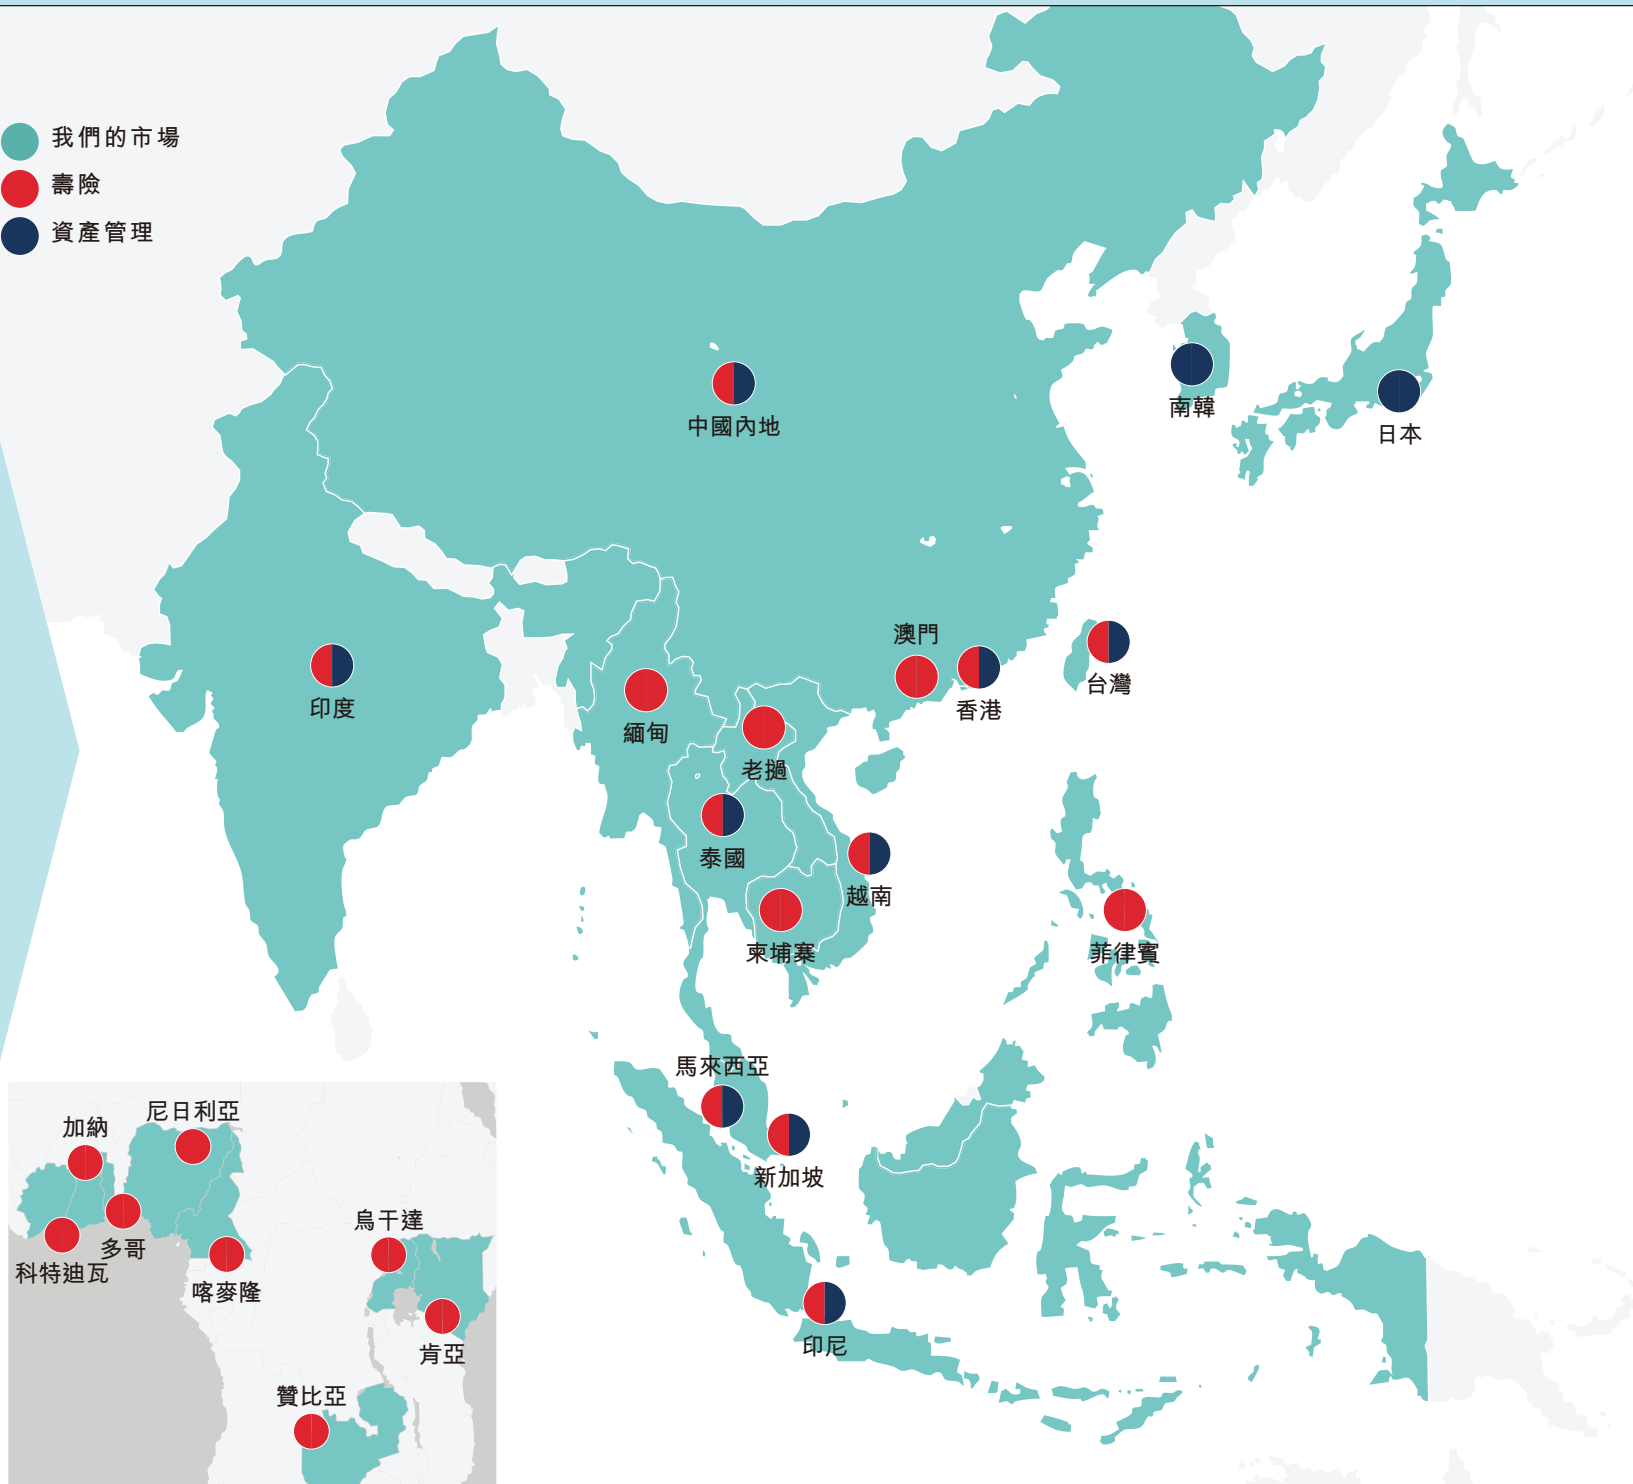 我們的市場
壽險
資產管理
中國內地
南韓
日本
澳門
香港
台灣
印度
緬甸
老撾
泰國
越南
柬埔寨
菲律賓
馬來西亞
新加坡
印尼
加納
尼日利亞
科特迪瓦
多哥
喀麥隆
烏干達
肯亞
贊比亞